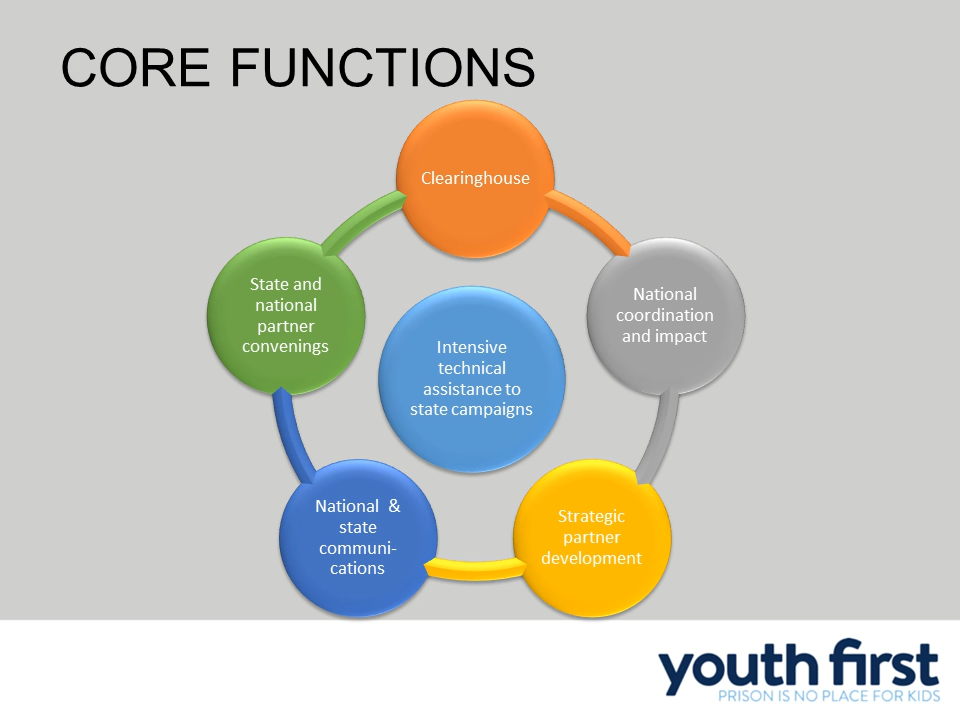 CORE FUNCTIONS
Clearinghouse
National
coordination
and impact
Strategic
partner
development
National &
state
communi-
cations
State and
national
partner
convenings
Intensive
technical
assistance to
state campaigns
youth first
PRISON IS NO PLACE FOR KIDS